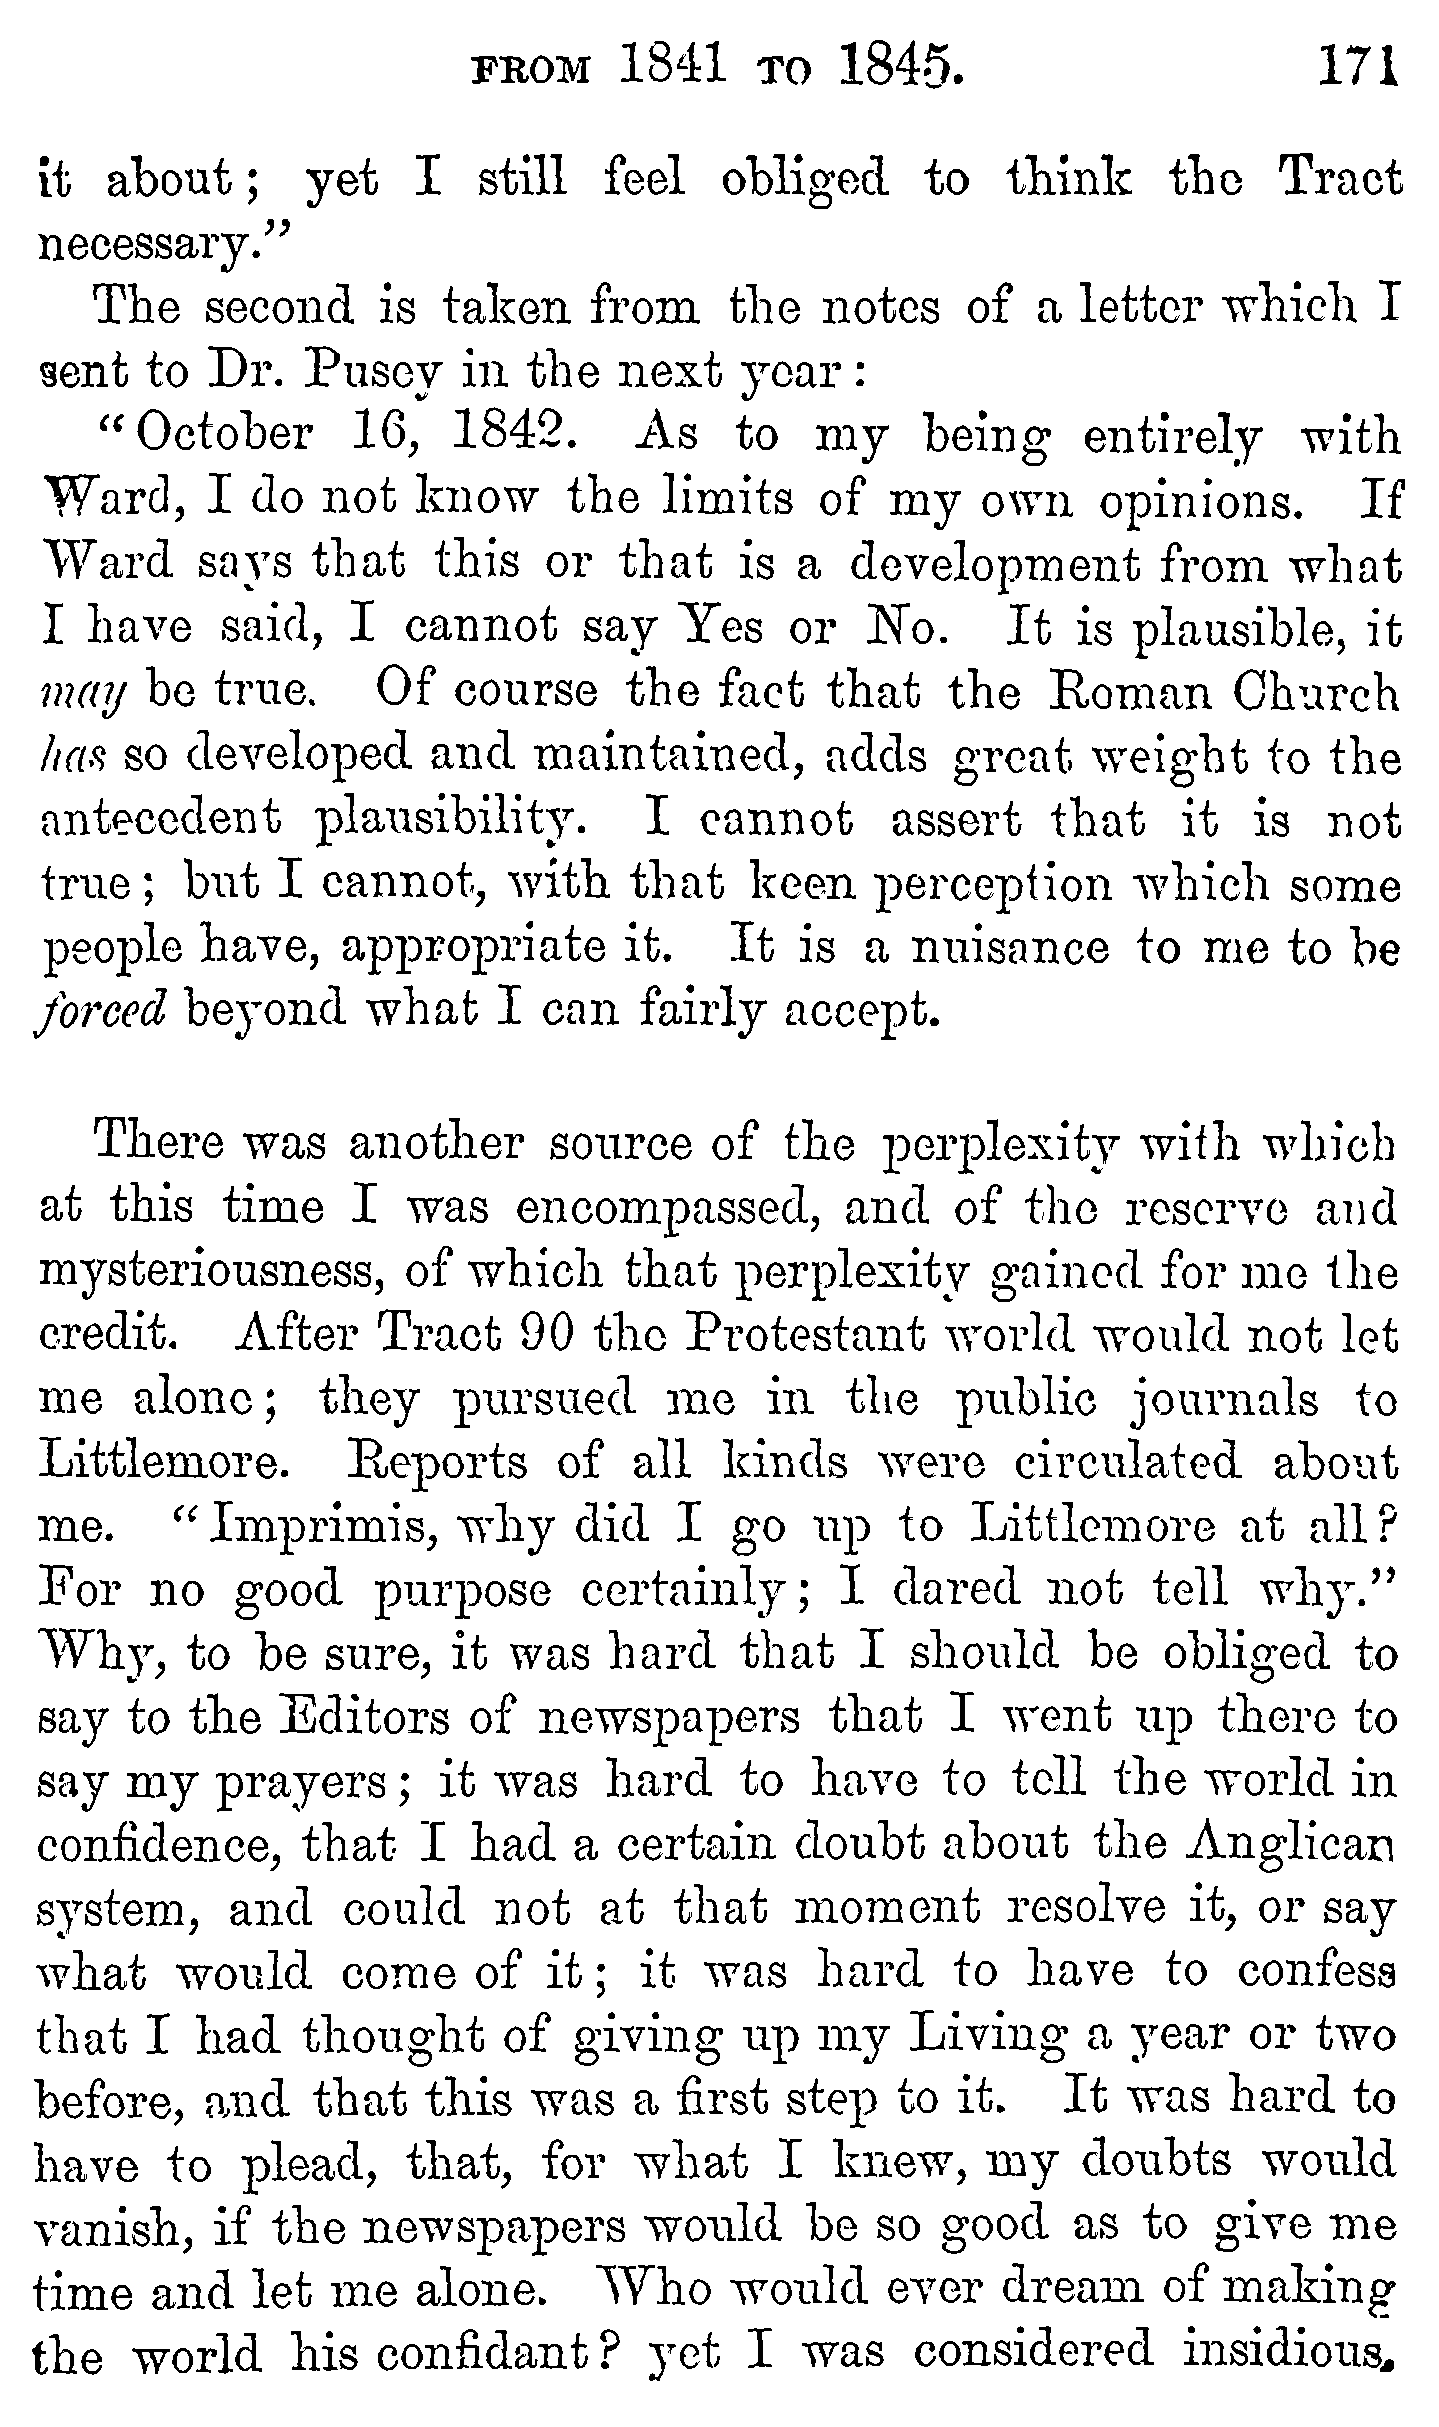 FROM 1841 TO 1845. 171
it about; yet I still feel obliged to think the Tract
necessary."
The second is taken from the notes of a letter which I
sent to Dr. Pusey in the next year:
"October 16, 1842. As to my being entirely with
Ward, I do not know the limits of my own opinions. If
Ward says that this or that is a development from what
I have said, I cannot say Yes or No. It is plausible, it
may be true. Of course the fact that the Roman Church
has so developed and maintained, adds great weight to the
antecedent plausibility. I cannot assert that it is not
true; but I cannot, with that keen perception which some
people have, appropriate it. It is a nuisance to me to be
forced beyond what I can fairly accept.
There was another source of the perplexity with which
at this time I was encompassed, and of the reserve and
mysteriousness, of which that perplexity gained for me the
credit. After Tract 90 the Protestant world would not let
me alone; they pursued me in the public journals to
Littlemore. Reports of all kinds were circulated about
me. "Imprimis, why did I go up to Littlemore at all?
For no good purpose certainly; I dared not tell why."
Why, to be sure, it was hard that I should be obliged to
say to the Editors of newspapers that I went up there to
say my prayers; it was hard to have to tell the world in
confidence, that I had a certain doubt about the Anglican
system, and could not at that moment resolve it, or say
what would come of it; it was hard to have to confess
that I had thought of giving up my Living a year or two
before, and that this was a first step to it. It was hard to
have to plead, that, for what I knew, my doubts would
vanish, if the newspapers would be so good as to give me
time and let me alone. Who would ever dream of making
the world his confidant? yet I was considered insidious,